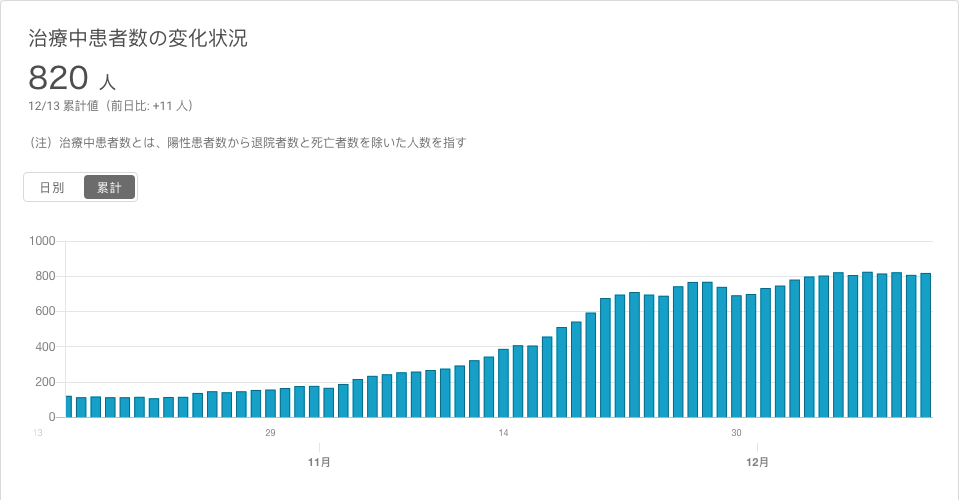 治療中患者数の変化状況
820 人
12/13 累計値（前日比: +11 人）
（注）治療中患者数とは、陽性患者数から退院者数と死亡者数を除いた人数を指す
日別 累計
1000
800
600
400
200
0
13 29 14 30
11月 12月